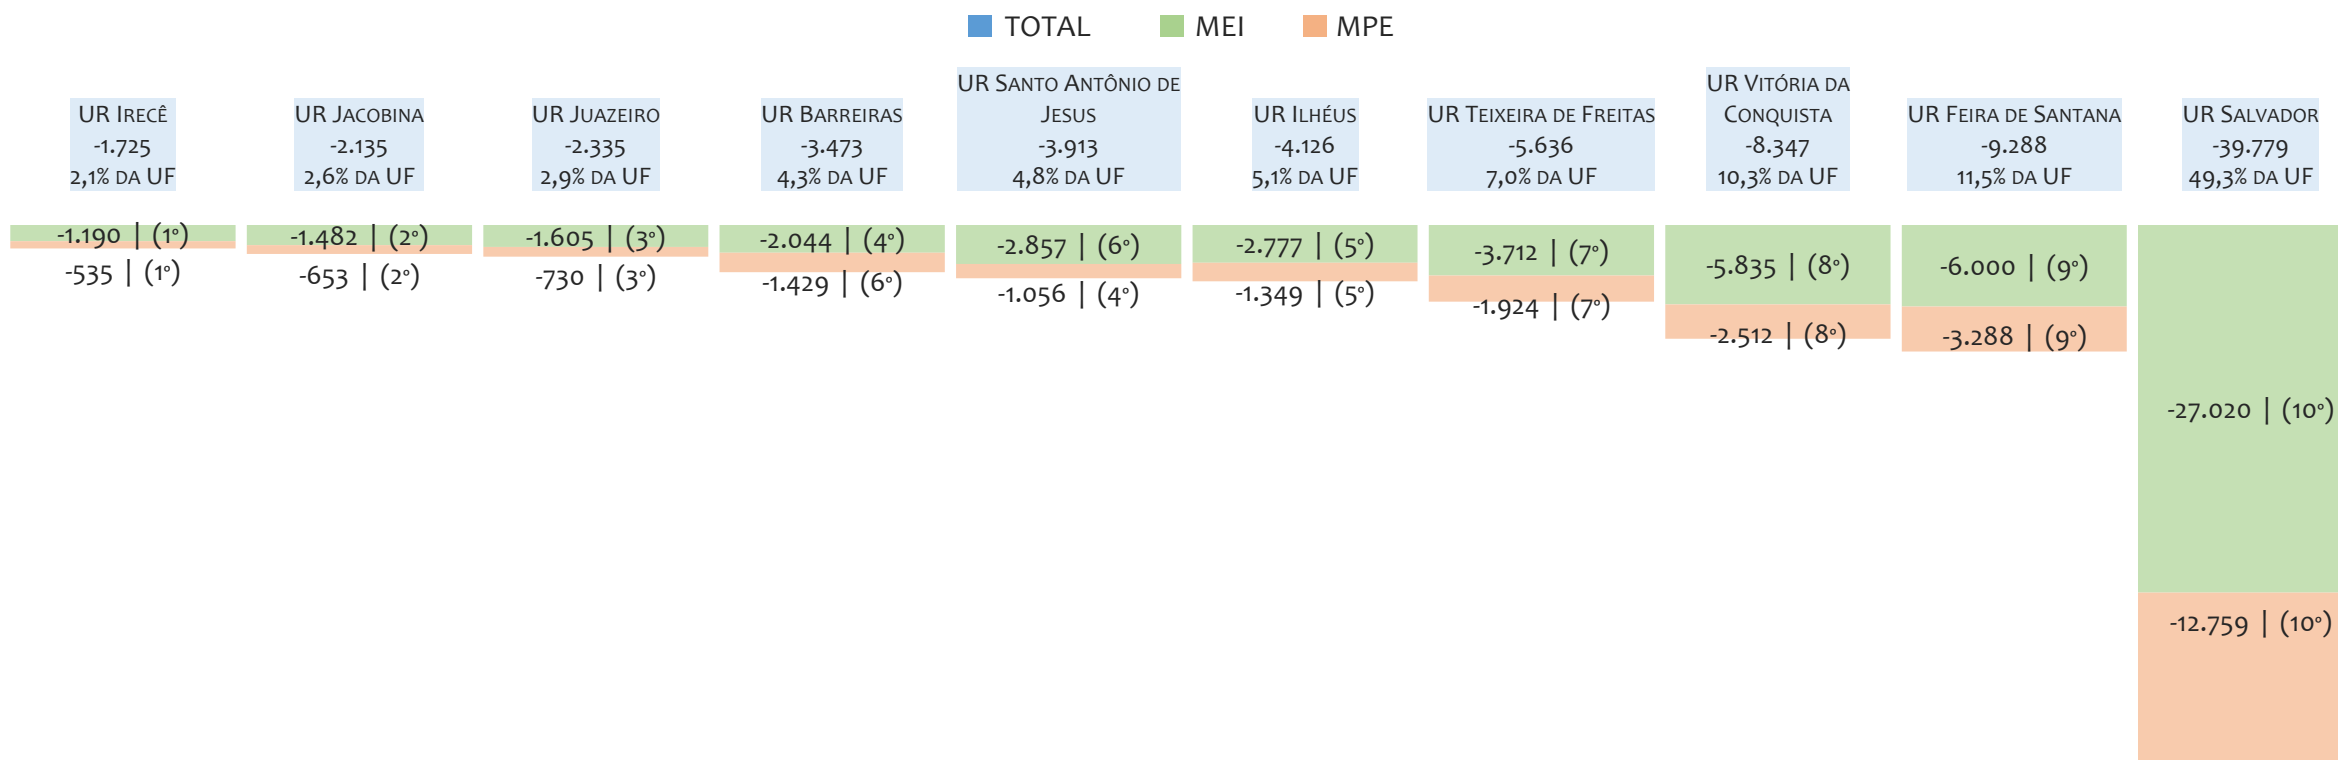 TOTAL MEI MPE
UR Irecê
-1.725
2,1% da UF
-1.190 | (1º)
-535 | (1º)
UR Jacobina
-2.135
2,6% da UF
-1.482 | (2º)
-653 | (2º)
UR Juazeiro
-2.335
2,9% da UF
-1.605 | (3º)
-730 | (3º)
UR Barreiras
-3.473
4,3% da UF
-2.044 | (4º)
-1.429 | (6º)
UR Santo Antônio de
Jesus
-3.913
4,8% da UF
-2.857 | (6º)
-1.056 | (4º)
UR Ilhéus
-4.126
5,1% da UF
-2.777 | (5º)
-1.349 | (5º)
UR Teixeira de Freitas
-5.636
7,0% da UF
-3.712 | (7º)
-1.924 | (7º)
UR Vitória da
Conquista
-8.347
10,3% da UF
-5.835 | (8º)
-2.512 | (8º)
UR Feira de Santana
-9.288
11,5% da UF
-6.000 | (9º)
-3.288 | (9º)
UR Salvador
-39.779
49,3% da UF
-27.020 | (10º)
-12.759 | (10º)